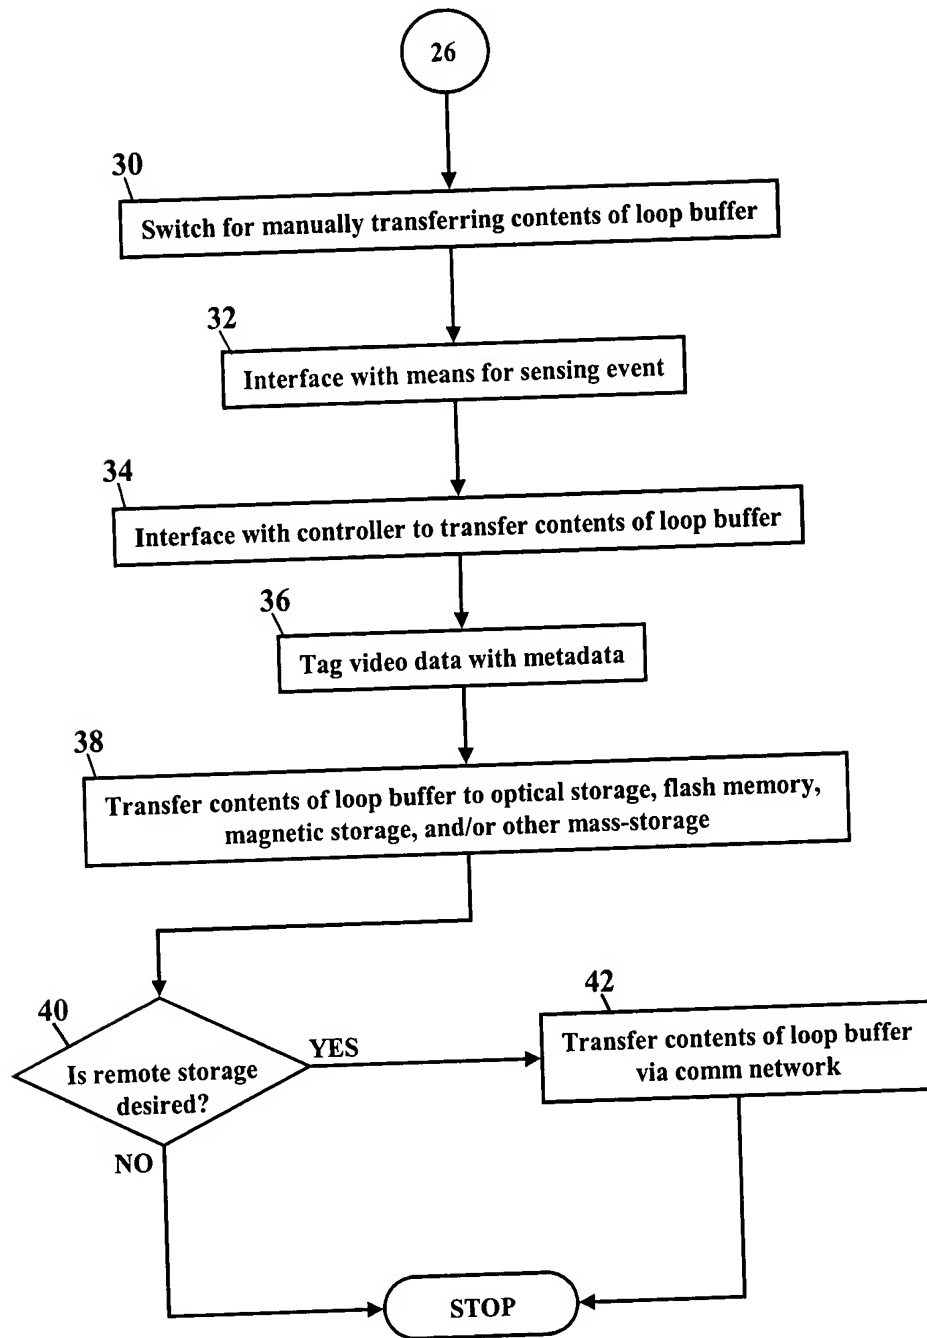 26
30
Switch for manually transferring contents of loop buffer
32
Interface with means for sensing event
34
Interface with controller to transfer contents of loop buffer
36
Tag video data with metadata
38
Transfer contents of loop buffer to optical storage, flash memory,
magnetic storage, and/or other mass-storage
40
Is remote storage
desired?
YES
42
Transfer contents of loop buffer
via comm network
NO
STOP